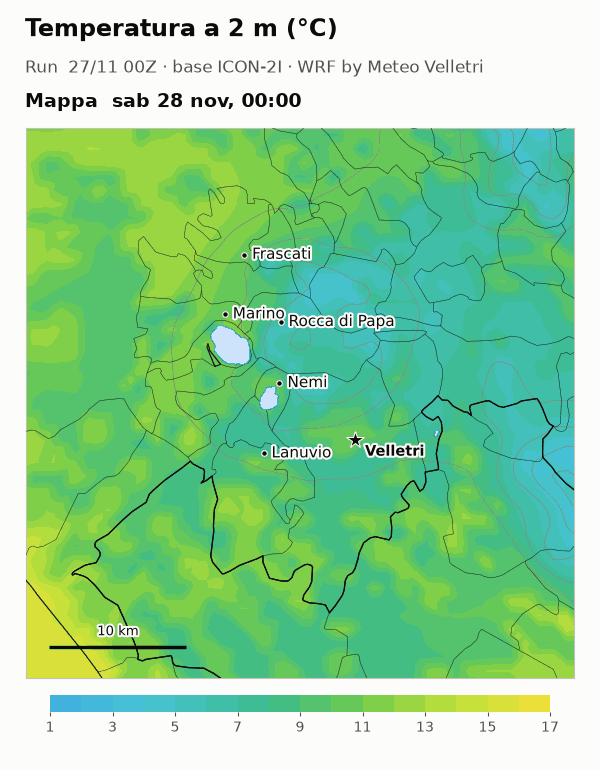 Temperatura a 2 m (°C)
Run  27/11 00Z · base ICON-2I · WRF by Meteo Velletri
Mappa  sab 28 nov, 00:00
Frascati
Marino
Rocca di Papa
Nemi
Velletri
Lanuvio
10 km
1 3 5 7 9 11 13 15 17